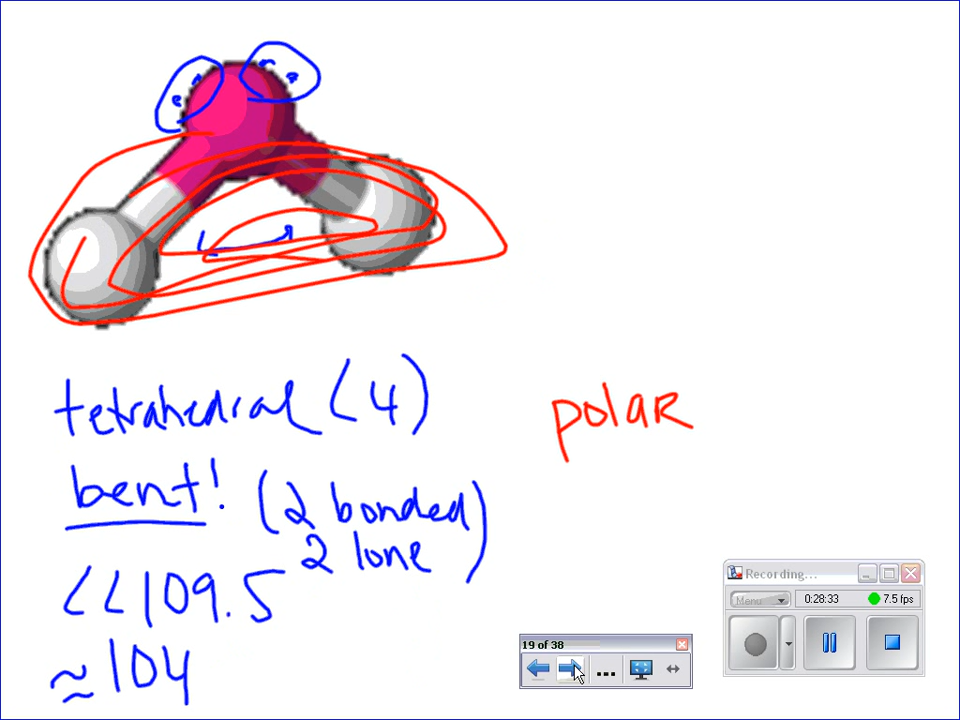 tetrahedral (4)
polar
bent! (2 bonded
2 lone)
<<109.5
≈104
Recording...
Menu
0:28:33
7.5 fps
19 of 38
...